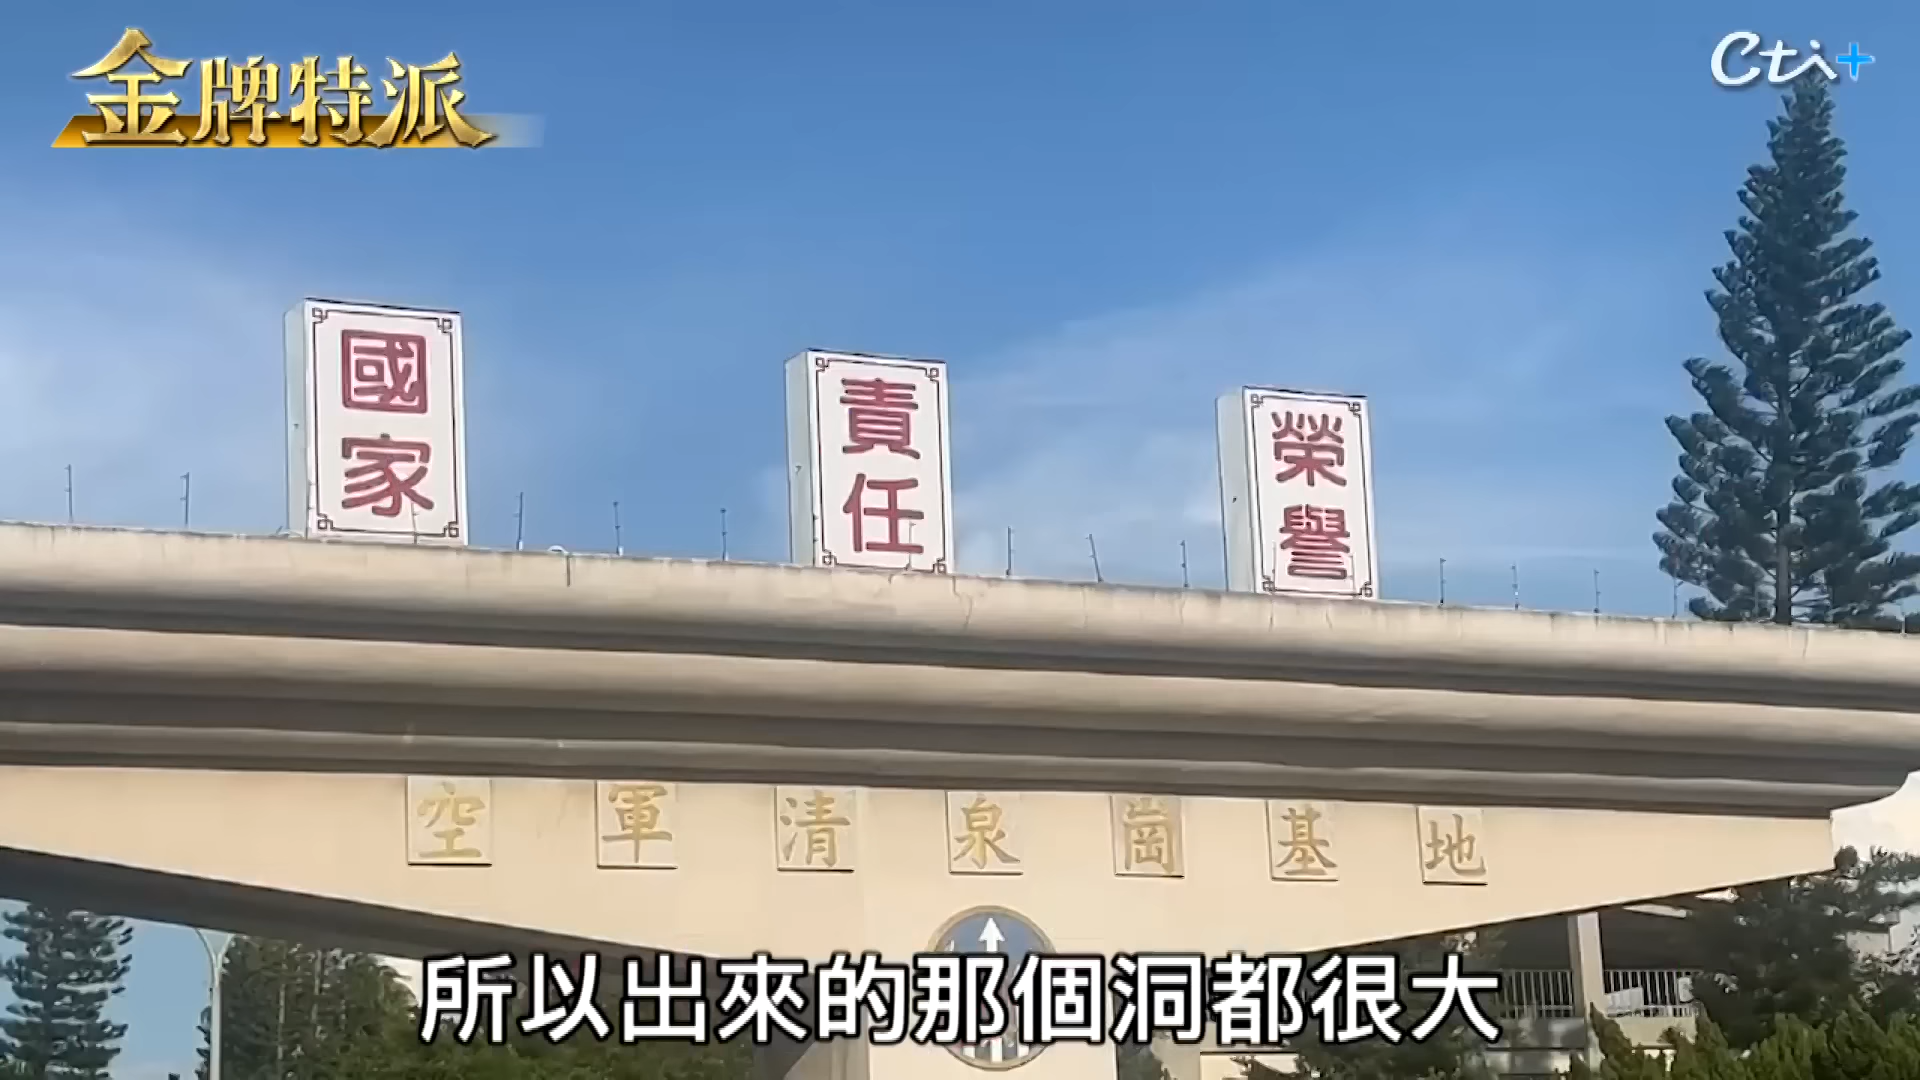 金牌特派
Cti+
國家
責任
榮譽
空軍清泉崗基地
所以出來的那個洞都很大